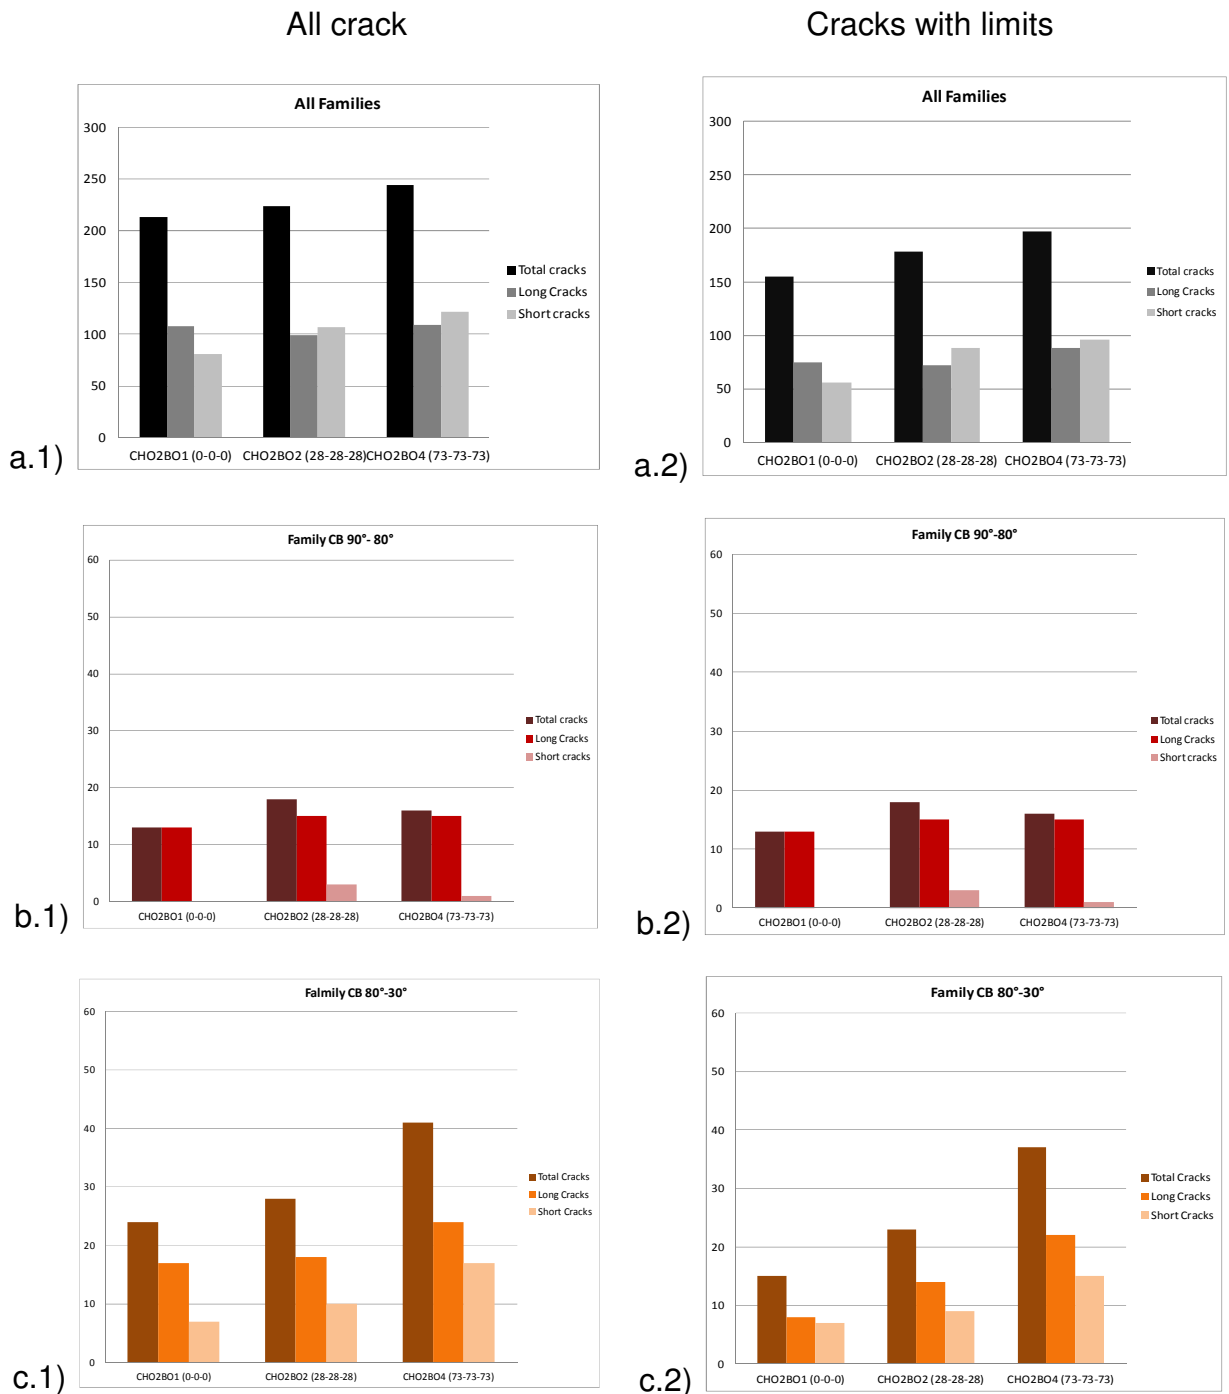 All crack
Cracks with limits
All Families
300
250
200
150
100
50
0
CHO2BO1 (0-0-0)
CHO2BO2 (28-28-28)
CHO2BO4 (73-73-73)
Total cracks
Long Cracks
Short cracks
a.1)
All Families
300
250
200
150
100
50
0
CHO2BO1 (0-0-0)
CHO2BO2 (28-28-28)
CHO2BO4 (73-73-73)
Total cracks
Long Cracks
Short cracks
a.2)
Family CB 90°- 80°
60
50
40
30
20
10
0
CHO2BO1 (0-0-0)
CHO2BO2 (28-28-28)
CHO2BO4 (73-73-73)
Total cracks
Long Cracks
Short cracks
b.1)
Family CB 90°-80°
60
50
40
30
20
10
0
CHO2BO1 (0-0-0)
CHO2BO2 (28-28-28)
CHO2BO4 (73-73-73)
Total cracks
Long Cracks
Short cracks
b.2)
Falmily CB 80°-30°
60
50
40
30
20
10
0
CHO2BO1 (0-0-0)
CHO2BO2 (28-28-28)
CHO2BO4 (73-73-73)
Total Cracks
Long Cracks
Short Cracks
c.1)
Family CB 80°-30°
60
50
40
30
20
10
0
CHO2BO1 (0-0-0)
CHO2BO2 (28-28-28)
CHO2BO4 (73-73-73)
Total Cracks
Long Cracks
Short Cracks
c.2)